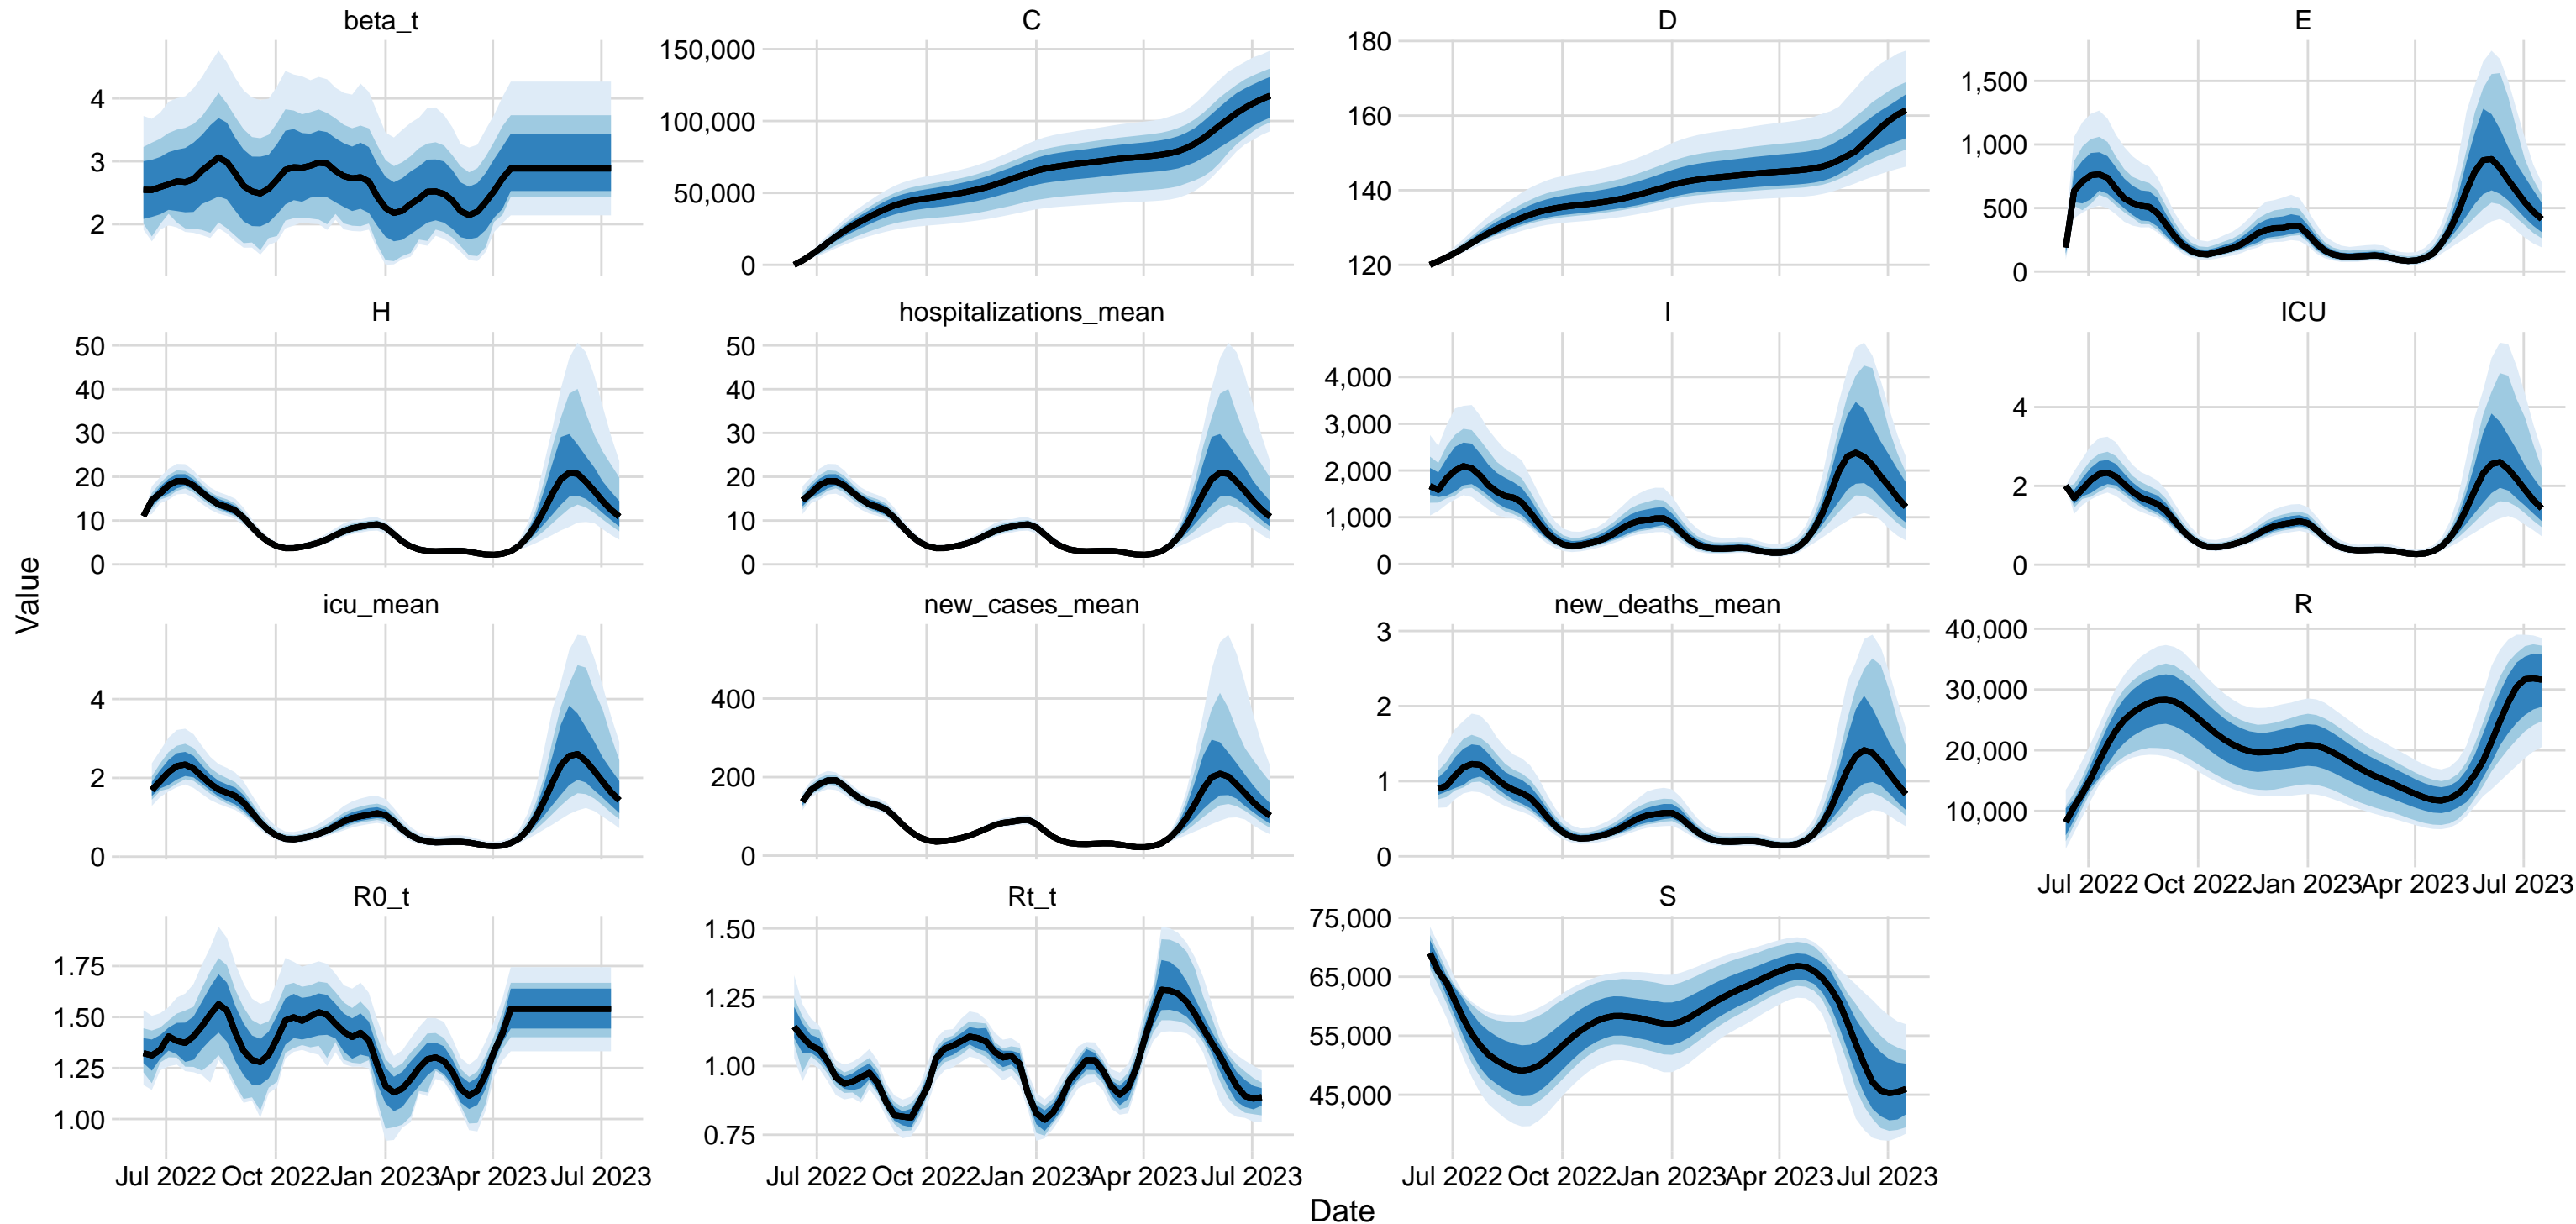 beta_t
C
D
E
4
3
2
150,000
100,000
50,000
0
180
160
140
120
1,500
1,000
500
0
H
hospitalizations_mean
I
ICU
50
40
30
20
10
0
50
40
30
20
10
0
4,000
3,000
2,000
1,000
0
4
2
0
Value
icu_mean
new_cases_mean
new_deaths_mean
R
4
2
0
400
200
0
3
2
1
0
40,000
30,000
20,000
10,000
Jul 2022 Oct 2022 Jan 2023 Apr 2023 Jul 2023
R0_t
Rt_t
S
1.75
1.50
1.25
1.00
1.50
1.25
1.00
0.75
75,000
65,000
55,000
45,000
Jul 2022 Oct 2022 Jan 2023 Apr 2023 Jul 2023
Jul 2022 Oct 2022 Jan 2023 Apr 2023 Jul 2023
Jul 2022 Oct 2022 Jan 2023 Apr 2023 Jul 2023
Date